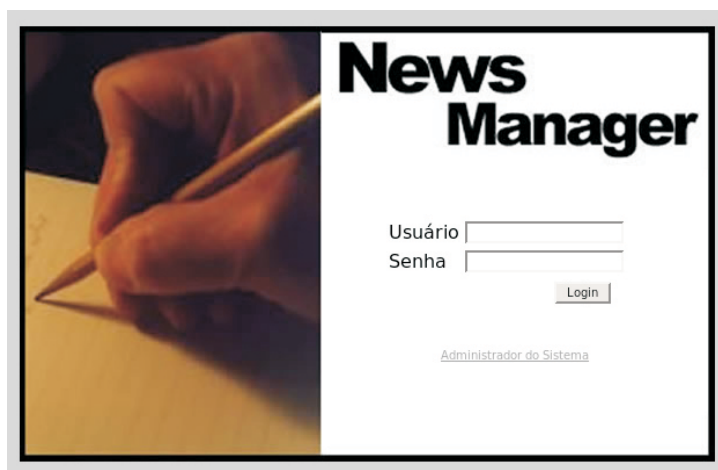 News
Manager
Usuário
Senha
Login
Administrador do Sistema